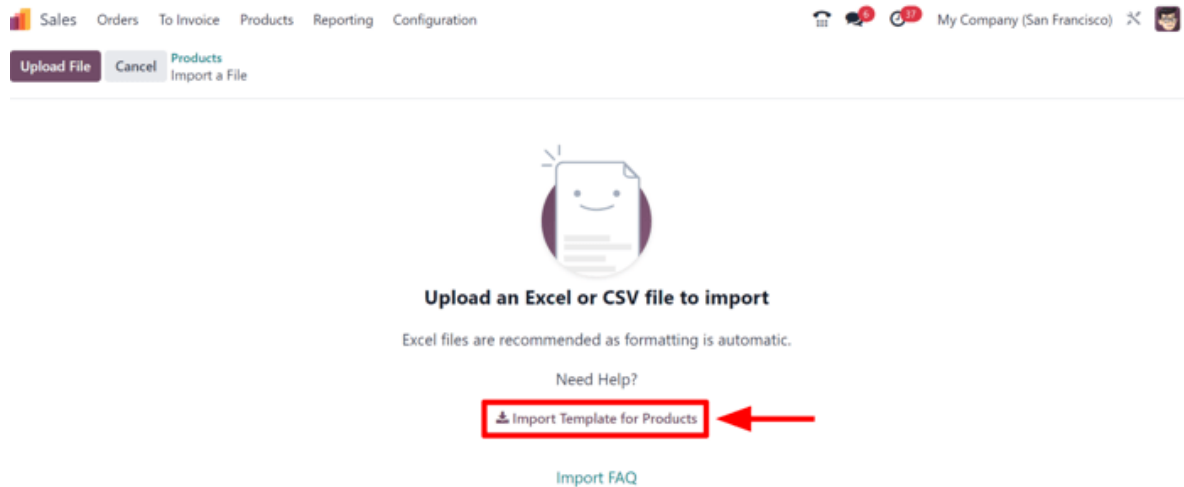 Sales Orders To Invoice Products Reporting Configuration 6 37 My Company (San Francisco)
Upload File Cancel Products
Import a File
Upload an Excel or CSV file to import
Excel files are recommended as formatting is automatic.
Need Help?
Import Template for Products
Import FAQ